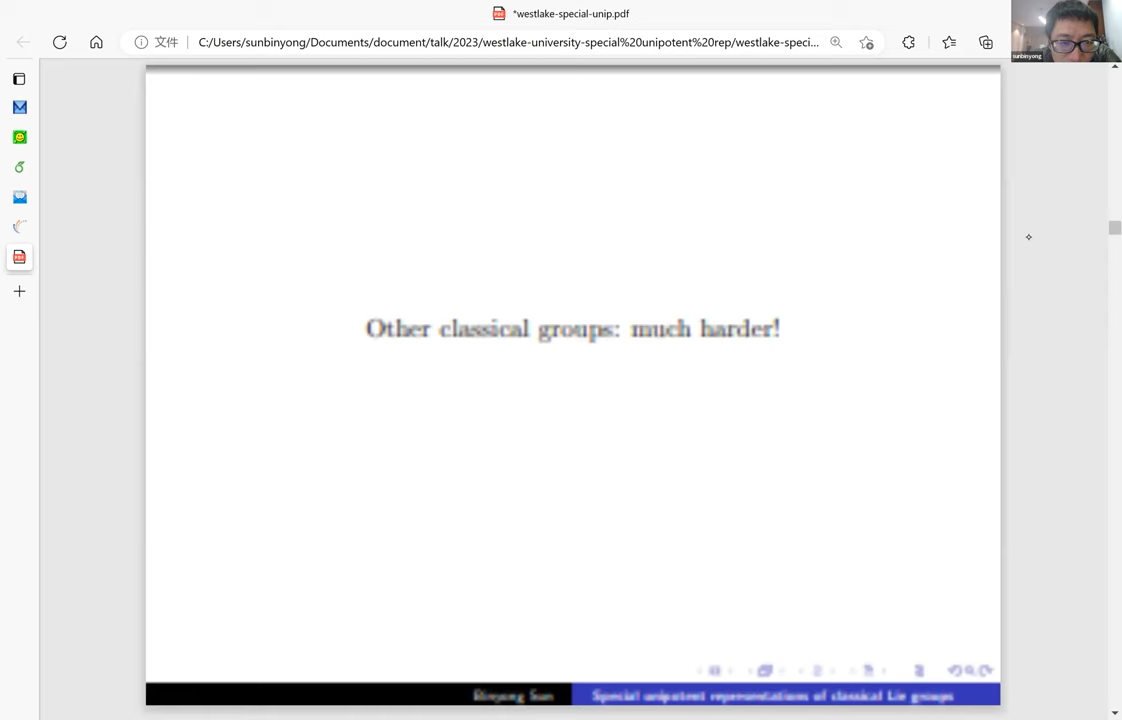 *westlake-special-unip.pdf
文件
C:/Users/sunbinyong/Documents/document/talk/2023/westlake-university-special%20unipotent%20rep/westlake-speci...
sunbinyong
Other classical groups: much harder!
Binyong Sun
Special unipotent representations of classical Lie groups